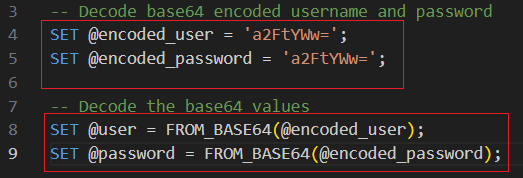 3 -- Decode base64 encoded username and password
4 SET @encoded_user = 'a2FtYWw=';
5 SET @encoded_password = 'a2FtYWw=';
6
7 -- Decode the base64 values
8 SET @user = FROM_BASE64(@encoded_user);
9 SET @password = FROM_BASE64(@encoded_password);